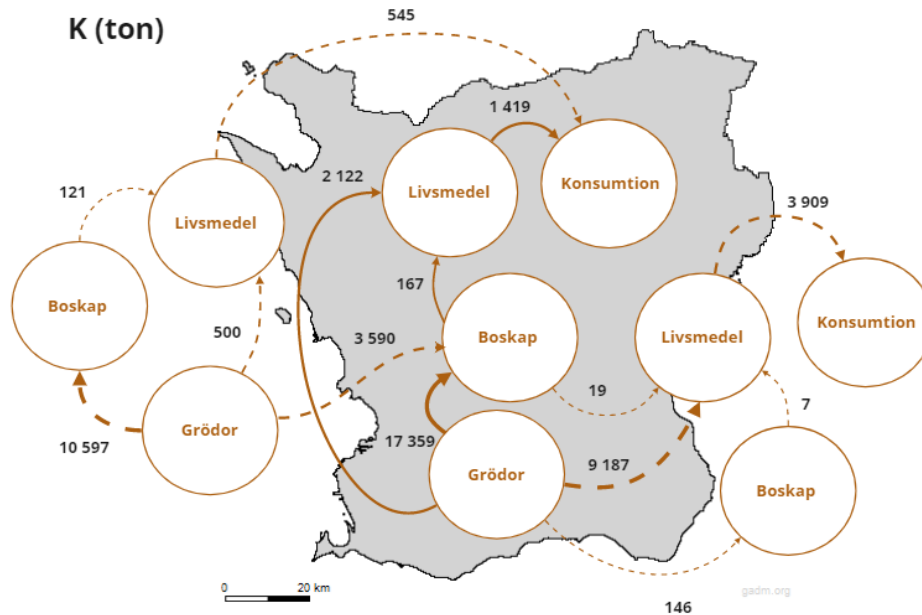 545
K (ton)
1 419
121
2 122
Livsmedel
Konsumtion
3 909
Livsmedel
167
Boskap
500
3 590
Boskap
Livsmedel
Konsumtion
19
7
10 597
Grödor
17 359
9 187
Grödor
Boskap
0 20 km
gadm.org
146